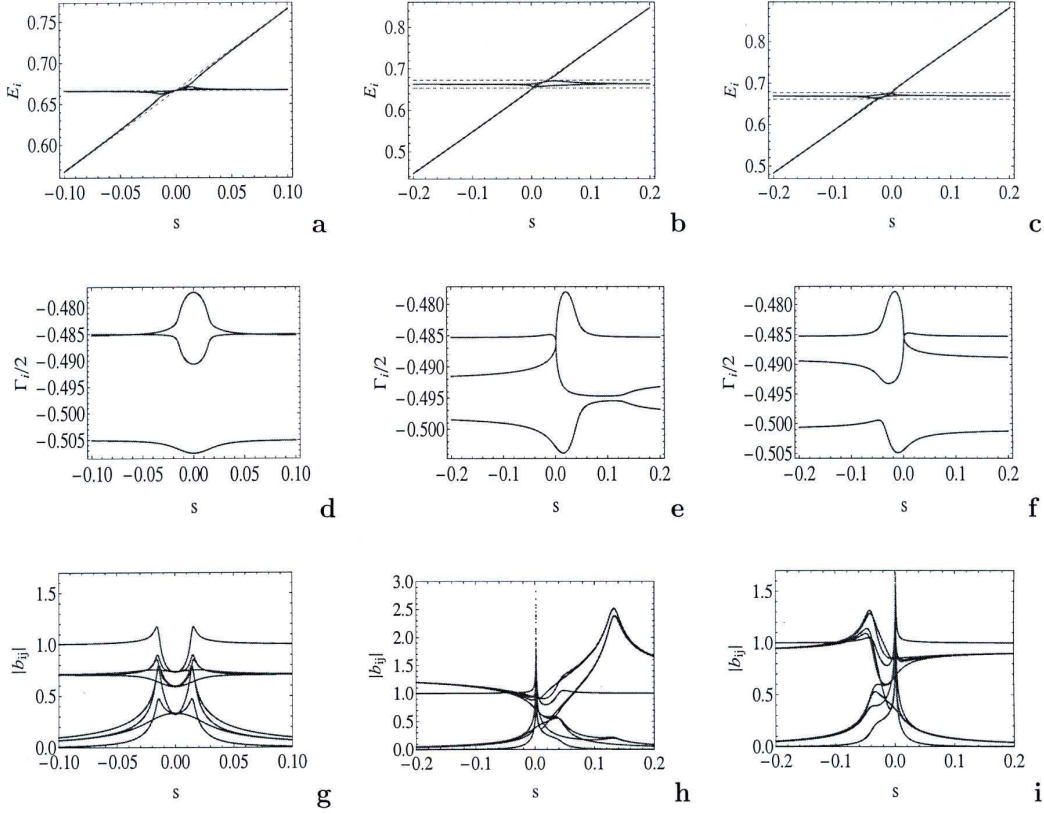 0.75
0.70
0.65
0.60
E_i
−0.10 −0.05 0.00 0.05 0.10
s
a
0.8
0.7
0.6
0.5
E_i
−0.2 −0.1 0.0 0.1 0.2
s
b
0.8
0.7
0.6
0.5
E_i
−0.2 −0.1 0.0 0.1 0.2
s
c
−0.480
−0.485
−0.490
−0.495
−0.500
−0.505
Γ_i/2
−0.10 −0.05 0.00 0.05 0.10
s
d
−0.480
−0.485
−0.490
−0.495
−0.500
Γ_i/2
−0.2 −0.1 0.0 0.1 0.2
s
e
−0.480
−0.485
−0.490
−0.495
−0.500
−0.505
Γ_i/2
−0.2 −0.1 0.0 0.1 0.2
s
f
1.5
1.0
0.5
0.0
|b_ij|
−0.10 −0.05 0.00 0.05 0.10
s
g
3.0
2.5
2.0
1.5
1.0
0.5
0.0
|b_ij|
−0.2 −0.1 0.0 0.1 0.2
s
h
1.5
1.0
0.5
0.0
|b_ij|
−0.2 −0.1 0.0 0.1 0.2
s
i